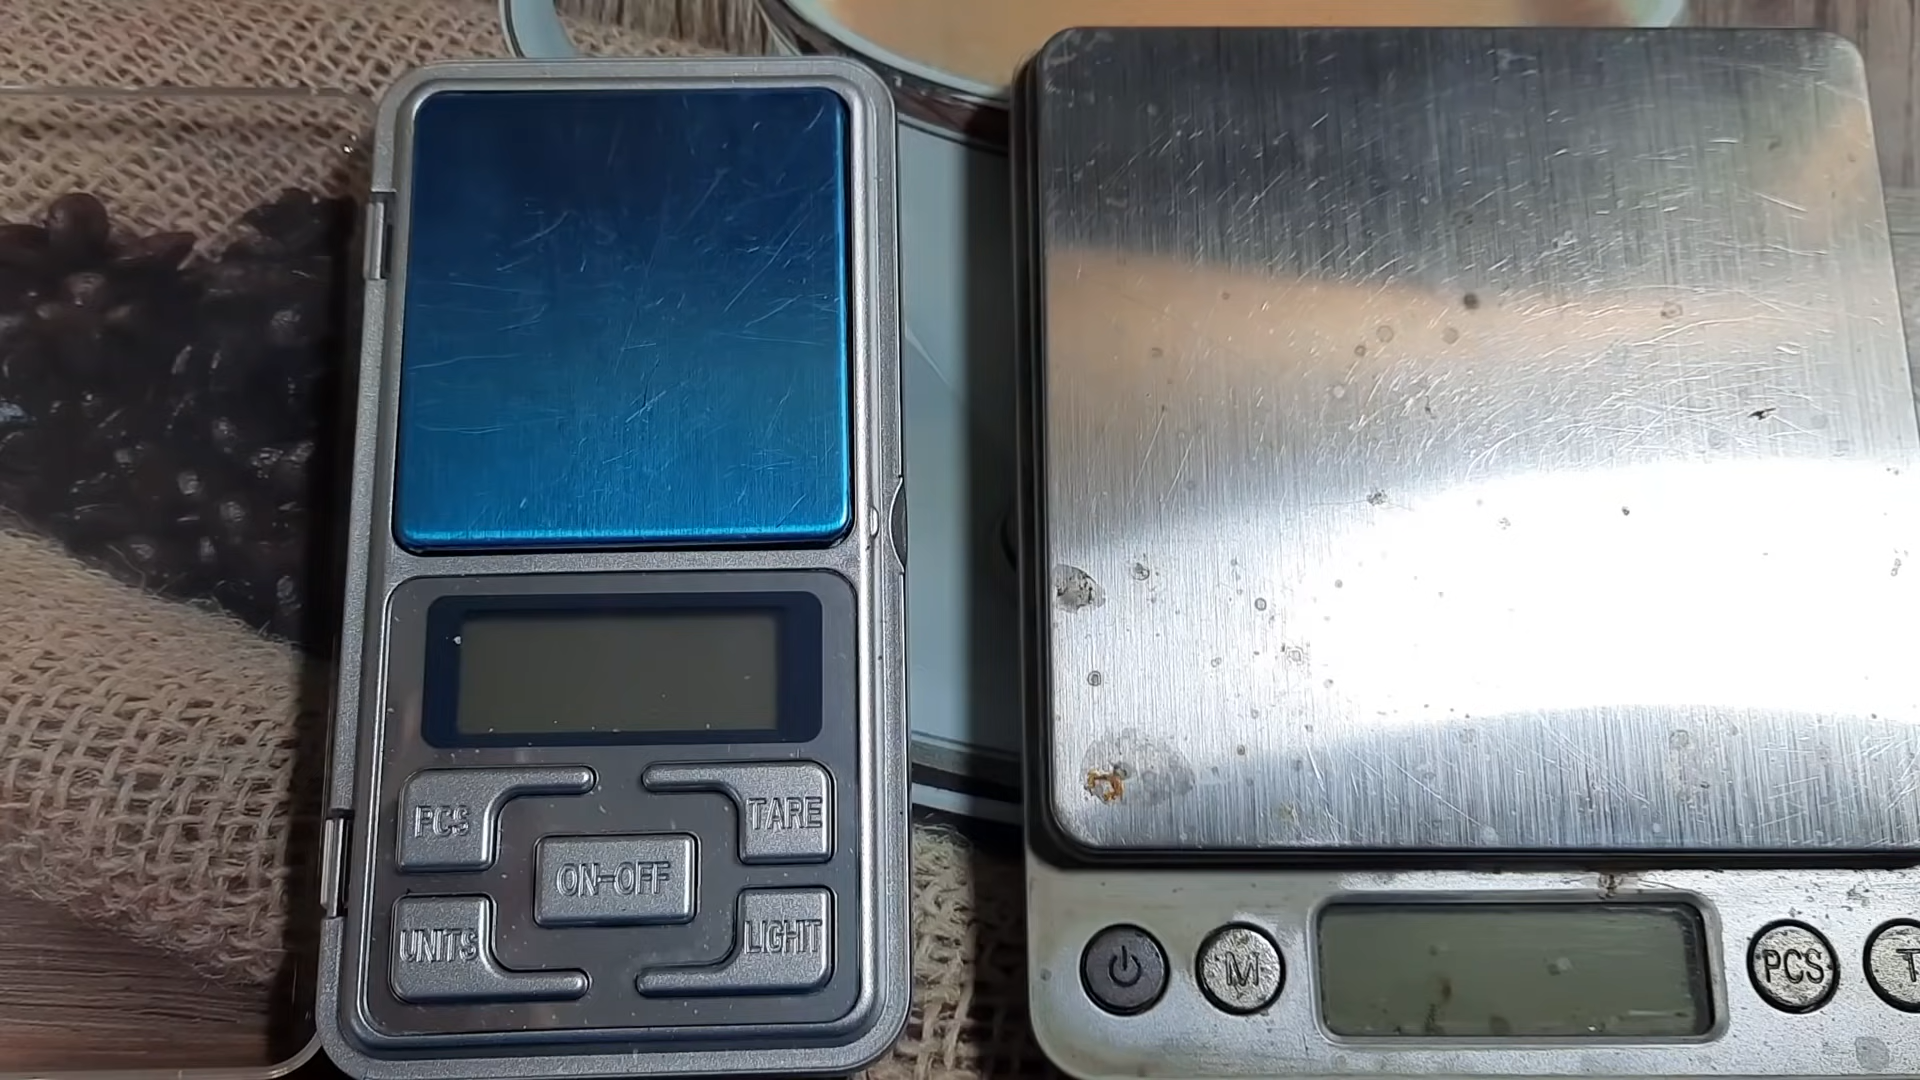 PCS
TARE
ON-OFF
UNITS
LIGHT
M
PCS
T